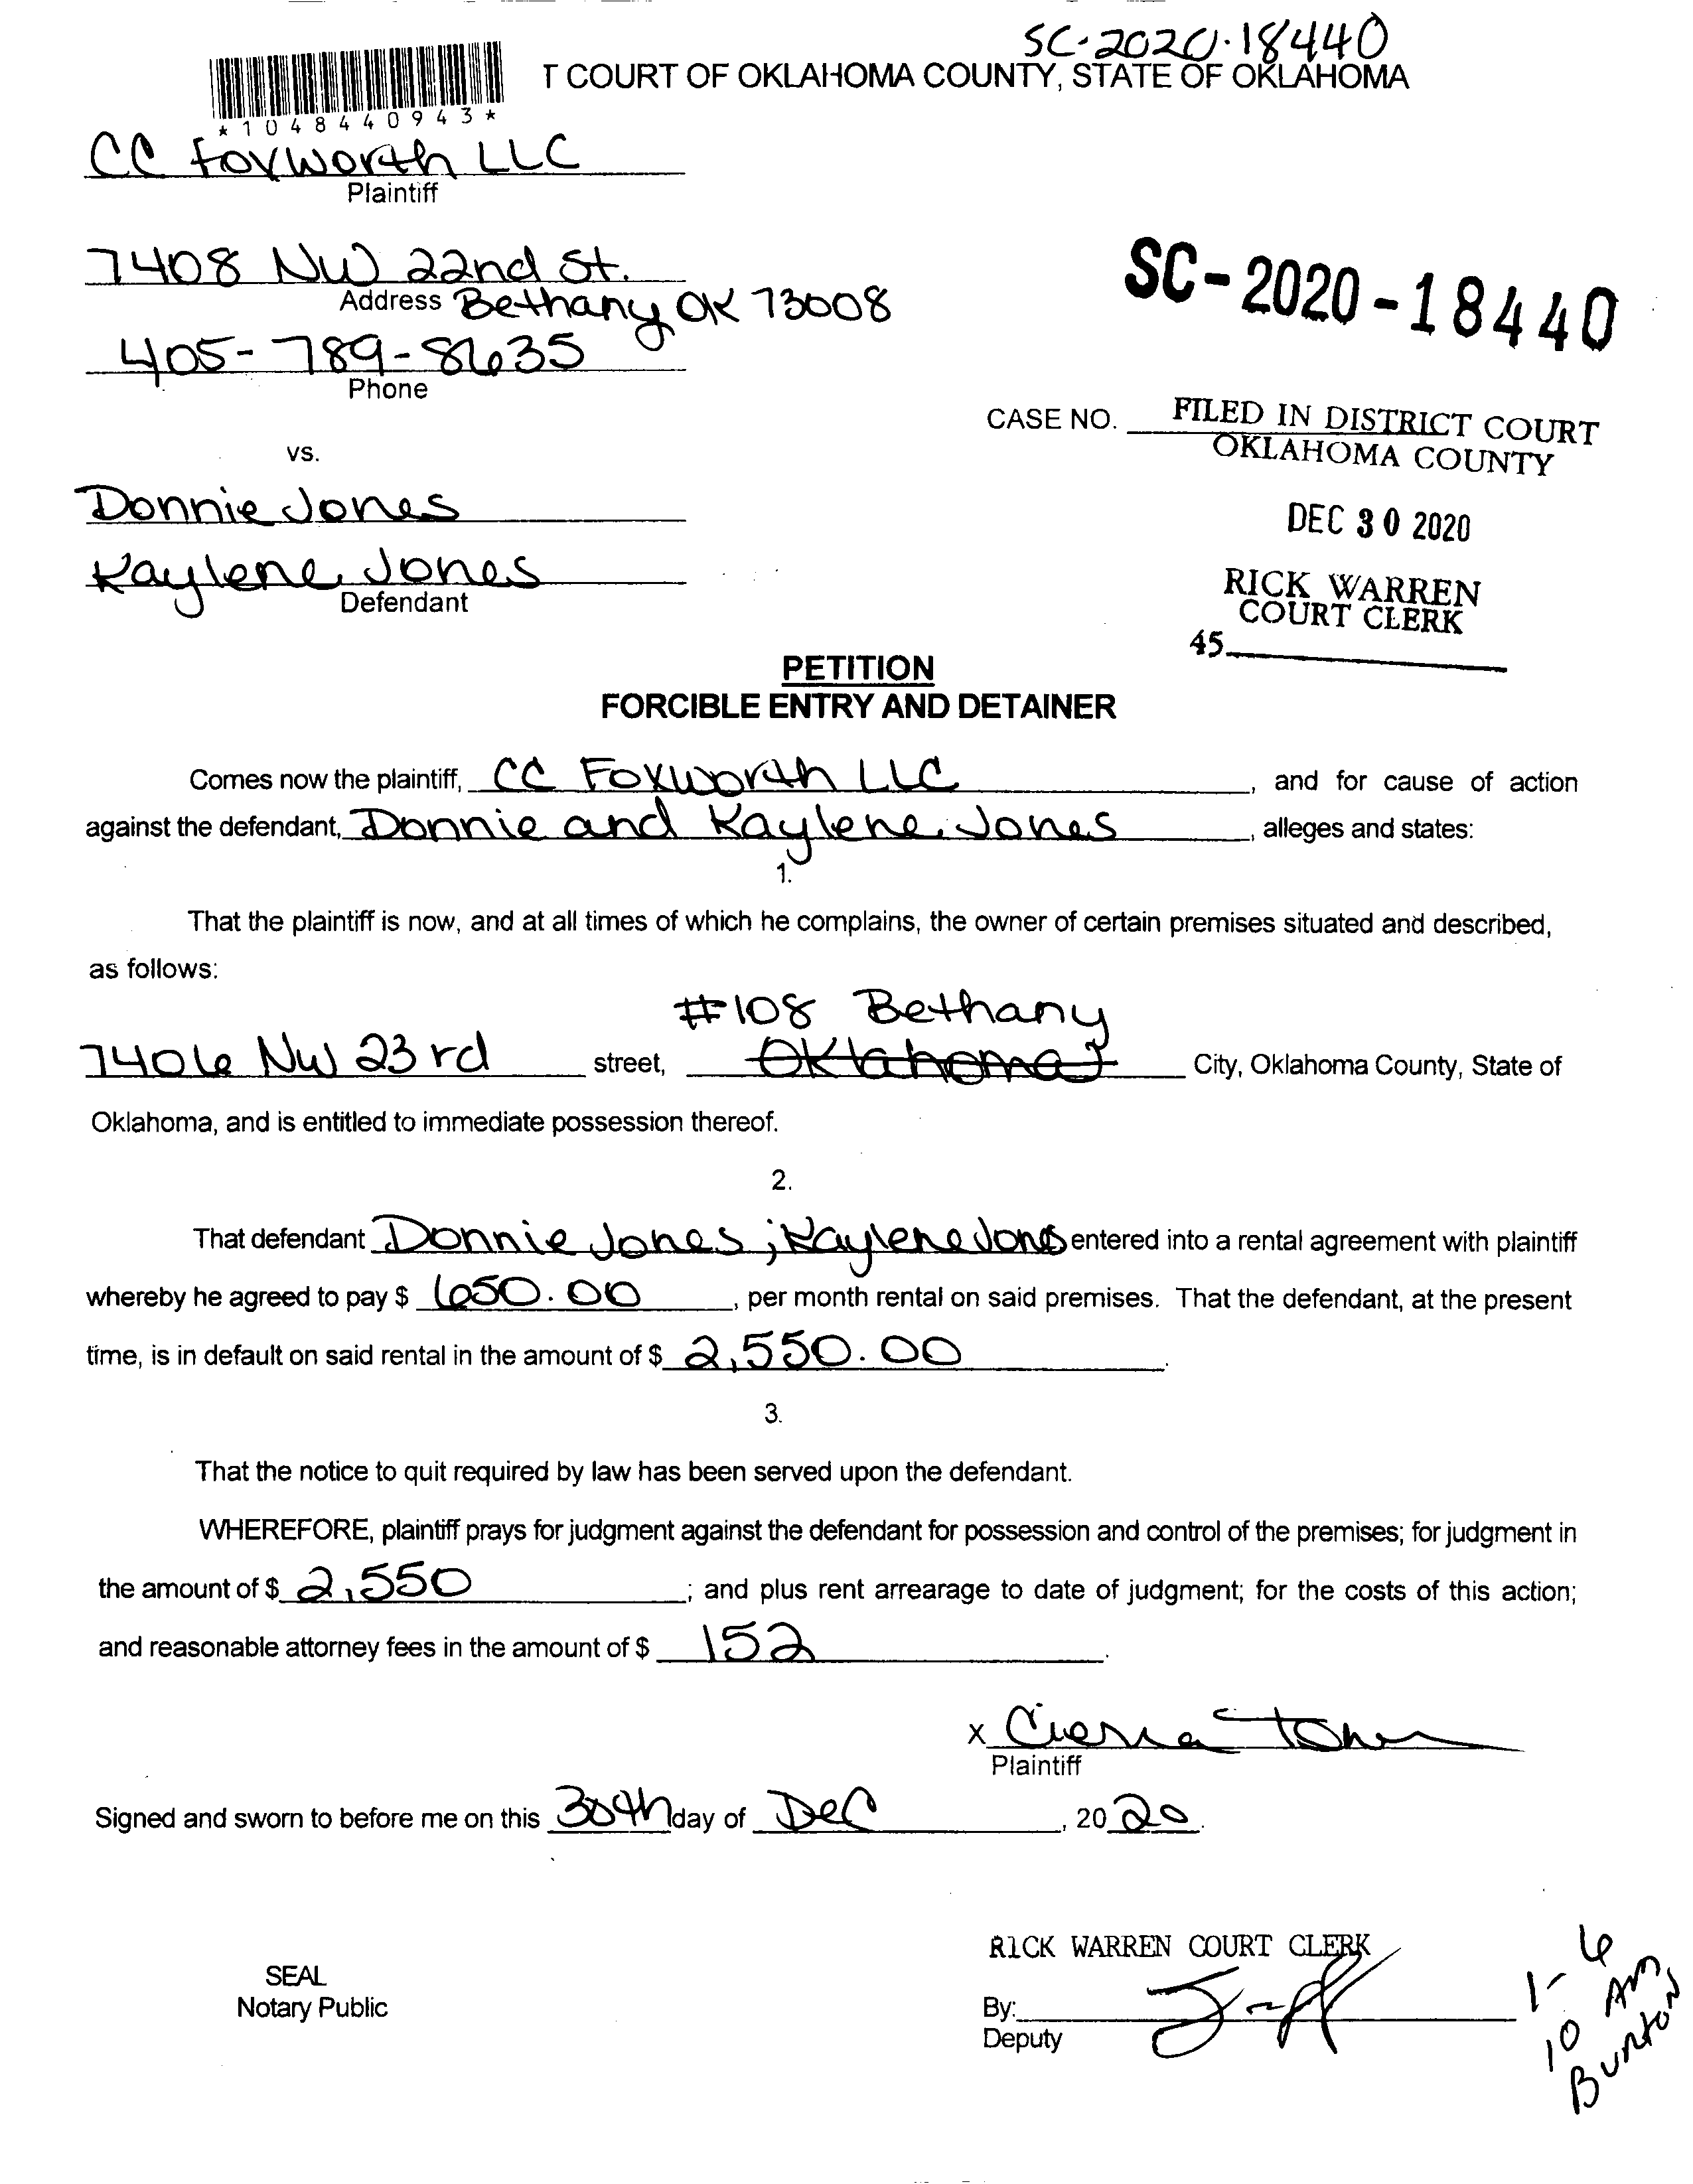 SC-2020-18440
T COURT OF OKLAHOMA COUNTY, STATE OF OKLAHOMA
*1048440943*
CC Foxworth LLC
Plaintiff
7408 NW 22nd St.
Address Bethany OK 73008
SC-2020-18440
405-789-8635
Phone
CASE NO. FILED IN DISTRICT COURT
OKLAHOMA COUNTY
vs.
Donnie Jones
DEC 30 2020
Kaylene Jones
Defendant
RICK WARREN
COURT CLERK
45
PETITION
FORCIBLE ENTRY AND DETAINER
Comes now the plaintiff, CC Foxworth LLC, and for cause of action
against the defendant, Donnie and Kaylene Jones, alleges and states:
1.
That the plaintiff is now, and at all times of which he complains, the owner of certain premises situated and described,
as follows:
#108 Bethany
7406 NW 23rd street, Oklahoma City, Oklahoma County, State of
Oklahoma, and is entitled to immediate possession thereof.
2.
That defendant Donnie Jones ; Kaylene Jones entered into a rental agreement with plaintiff
whereby he agreed to pay $ 650.00, per month rental on said premises. That the defendant, at the present
time, is in default on said rental in the amount of $ 2,550.00.
3.
That the notice to quit required by law has been served upon the defendant.
WHEREFORE, plaintiff prays for judgment against the defendant for possession and control of the premises; for judgment in
the amount of $ 2,550; and plus rent arrearage to date of judgment; for the costs of this action;
and reasonable attorney fees in the amount of $ 152.
x Cierra
Plaintiff
Signed and sworn to before me on this 30th day of Dec, 2020.
RICK WARREN COURT CLERK
SEAL
Notary Public
By:
Deputy
1-6
10 AM
Burton